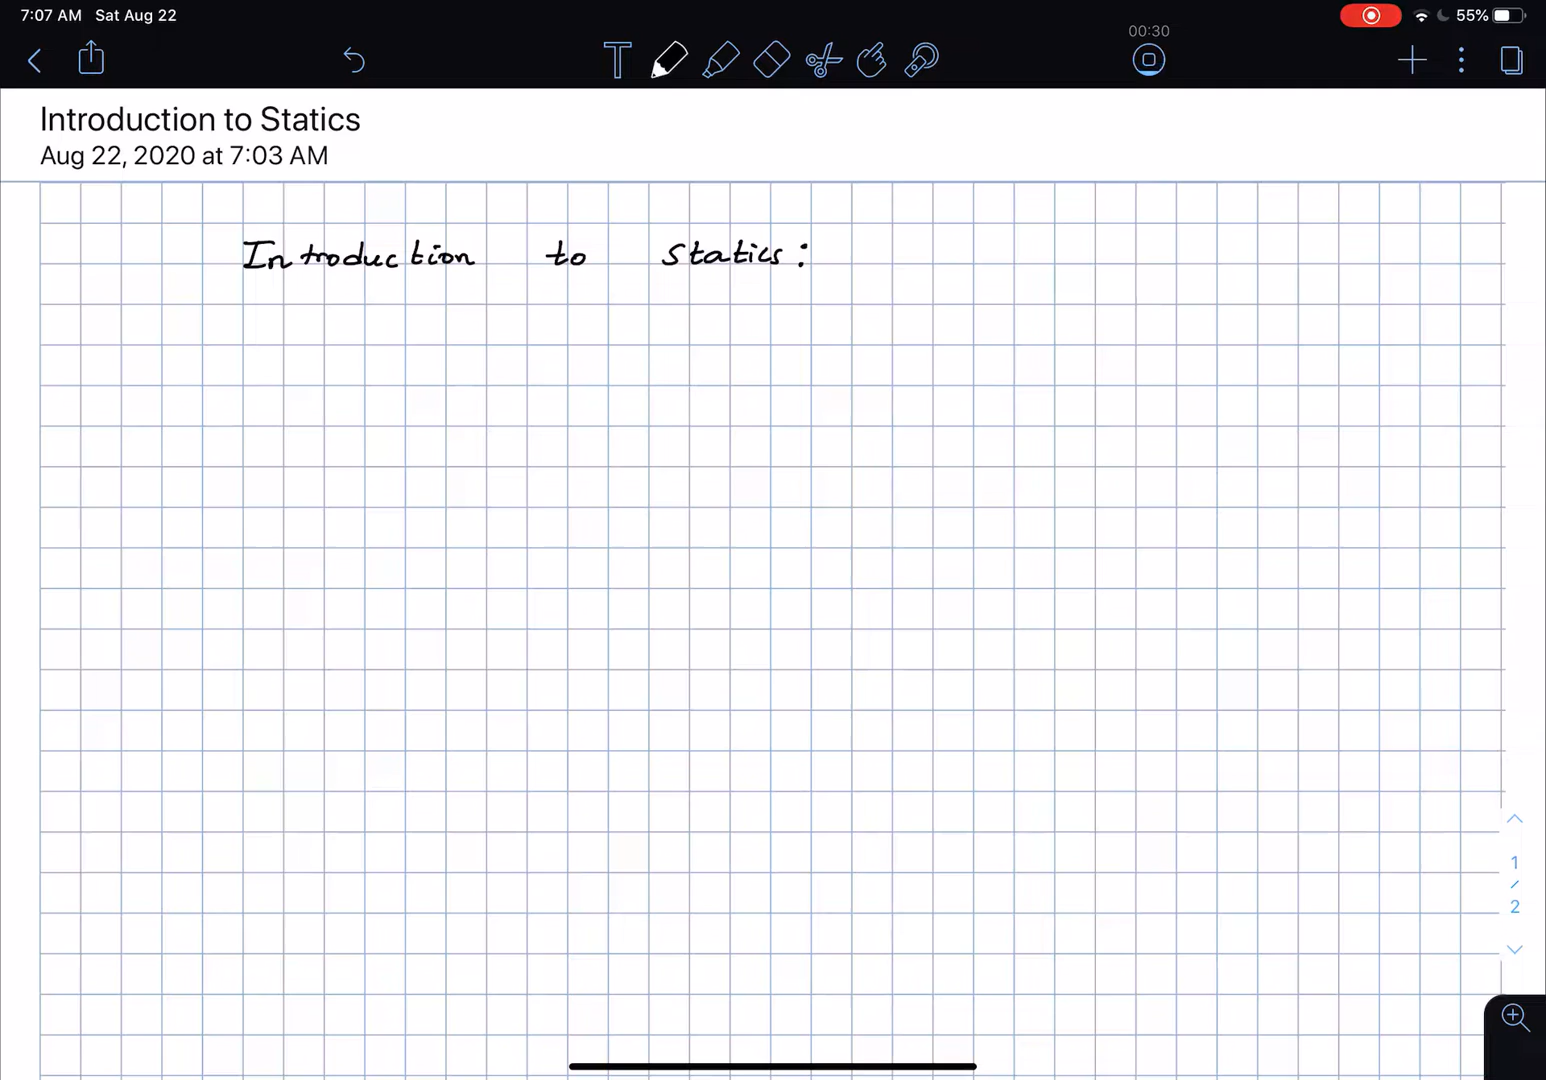 7:07 AM Sat Aug 22
00:30
55%
Introduction to Statics
Aug 22, 2020 at 7:03 AM
Introduction to Statics:
1
/
2